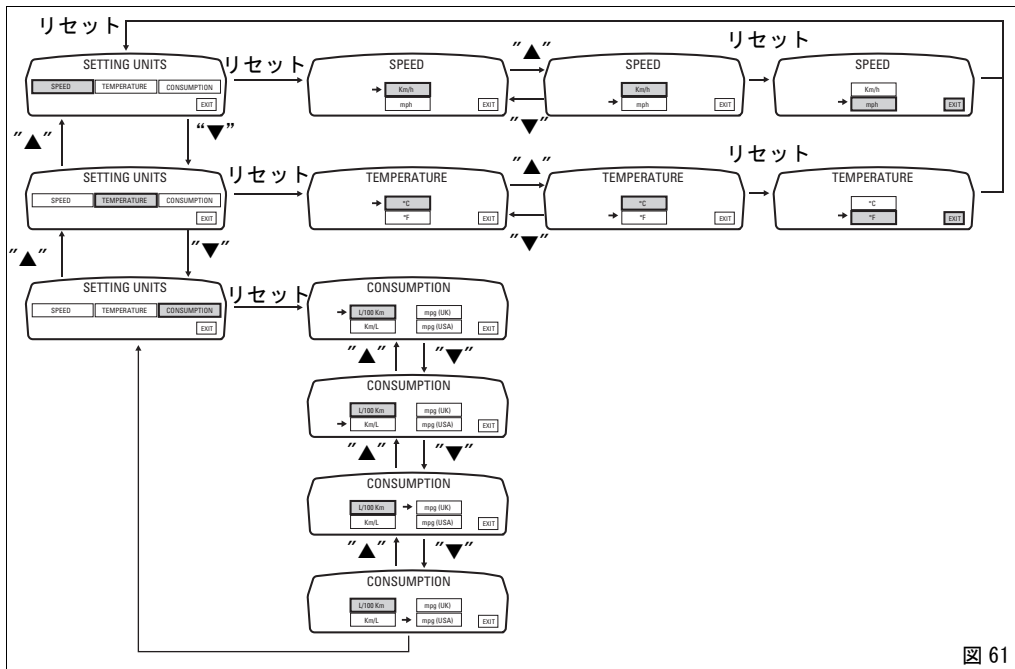 リセット
SETTING UNITS
SPEED TEMPERATURE CONSUMPTION
EXIT
リセット
SPEED
→ Km/h
mph EXIT
"▲"
"▼"
SPEED
Km/h
→ mph EXIT
リセット
SPEED
Km/h
→ mph EXIT
"▲"
“▼”
SETTING UNITS
SPEED TEMPERATURE CONSUMPTION
EXIT
リセット
TEMPERATURE
→ °C
°F EXIT
"▲"
"▼"
TEMPERATURE
°C
→ °F EXIT
リセット
TEMPERATURE
°C
→ °F EXIT
"▲"
"▼"
SETTING UNITS
SPEED TEMPERATURE CONSUMPTION
EXIT
リセット
CONSUMPTION
→ L/100 Km mpg (UK)
Km/L mpg (USA) EXIT
"▲" "▼"
CONSUMPTION
L/100 Km mpg (UK)
→ Km/L mpg (USA) EXIT
"▲" "▼"
CONSUMPTION
L/100 Km → mpg (UK)
Km/L mpg (USA) EXIT
"▲" "▼"
CONSUMPTION
L/100 Km mpg (UK)
Km/L → mpg (USA) EXIT
図 61